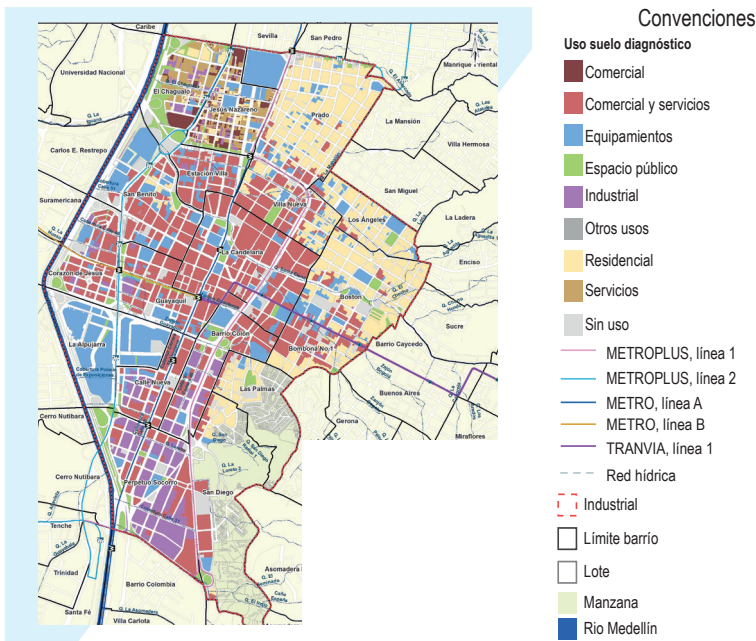 Convenciones
Uso suelo diagnóstico
Comercial
Comercial y servicios
Equipamientos
Espacio público
Industrial
Otros usos
Residencial
Servicios
Sin uso
METROPLUS, línea 1
METROPLUS, línea 2
METRO, línea A
METRO, línea B
TRANVIA, línea 1
Red hídrica
Industrial
Límite barrío
Lote
Manzana
Rio Medellín
Caribe
Sevilla
San Pedro
Universidad Nacional
El Chagualo
Jesús Nazareno
Prado
La Mansión
Villa Hermosa
Carlos E. Restrepo
Estación Villa
San Miguel
Suramericana
San Benito
Villa Nueva
Los Ángeles
La Ladera
La Candelaria
Enciso
Corazón de Jesús
Guayaquil
Boston
Sucre
La Alpujarra
Barrio Colón
Bomboná No.1
Barrio Caycedo
Calle Nueva
Las Palmas
Buenos Aires
Cerro Nutibara
Gerona
Miraflores
Cerro Nutibara
Perpetuo Socorro
San Diego
Tenche
Trinidad
Barrio Colombia
Asomadera
Santa Fé
Q. La Asomadera
Villa Carlota